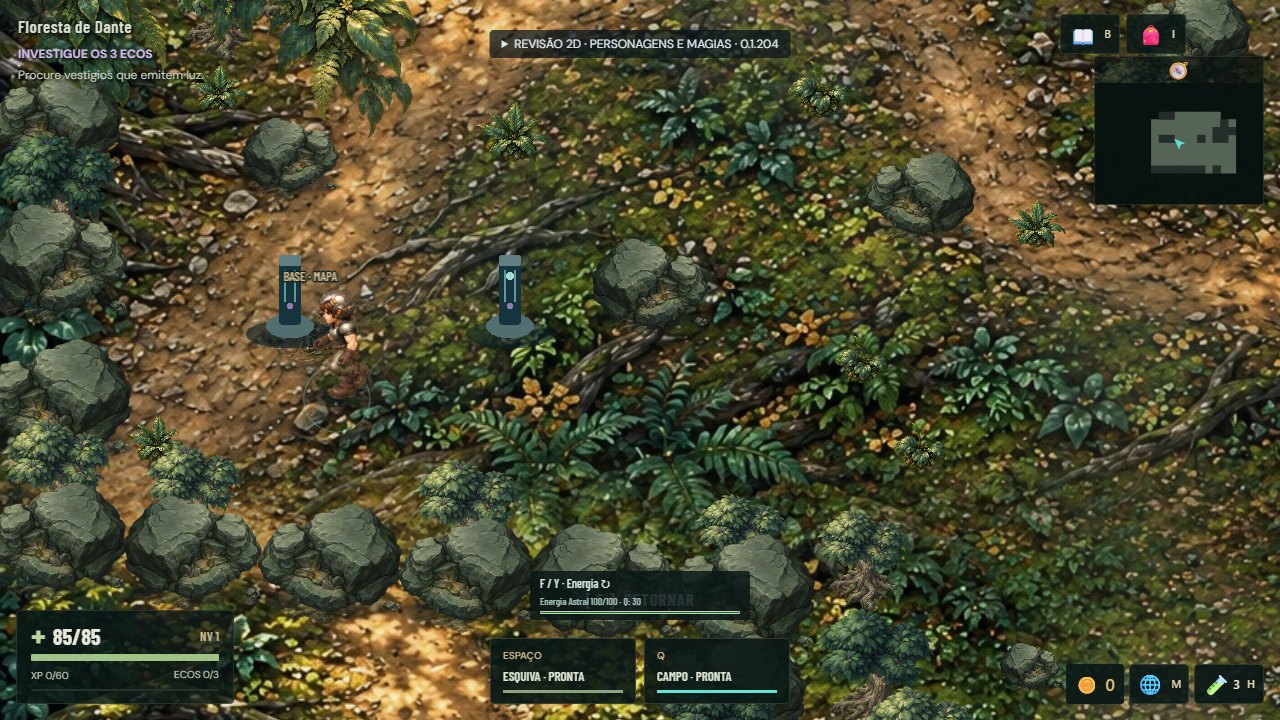 Floresta de Dante
INVESTIGUE OS 3 ECOS
Procure vestígios que emitem luz.
▶ REVISÃO 2D · PERSONAGENS E MAGIAS · 0.1.204
B
I
BASE · MAPA
F / Y · Energia ↻
Energia Astral 100/100 · Q: 30
✚ 85/85
NV 1
XP 0/60
ECOS 0/3
ESPAÇO
ESQUIVA · PRONTA
Q
CAMPO · PRONTA
0
M
3 H